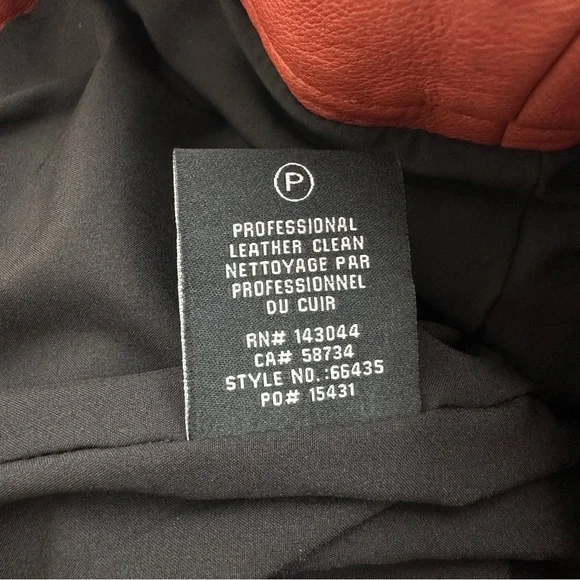 P
PROFESSIONAL
LEATHER CLEAN
NETTOYAGE PAR
PROFESSIONNEL
DU CUIR
RN# 143044
CA# 58734
STYLE NO.:66435
PO# 15431